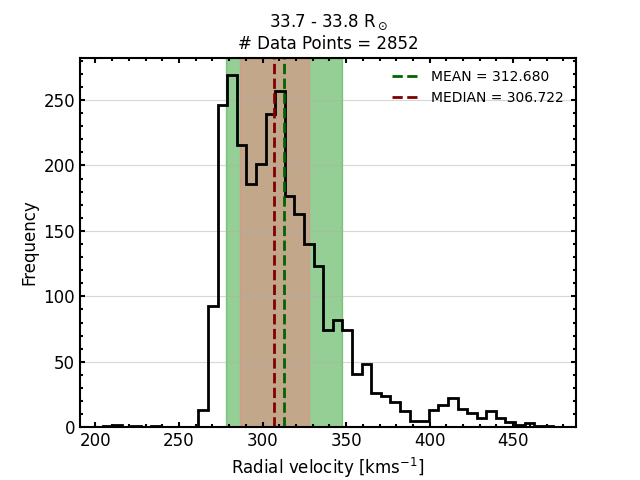 33.7 - 33.8 R⊙
# Data Points = 2852
MEAN = 312.680
MEDIAN = 306.722
250
200
150
100
50
0
Frequency
200 250 300 350 400 450
Radial velocity [kms⁻¹]